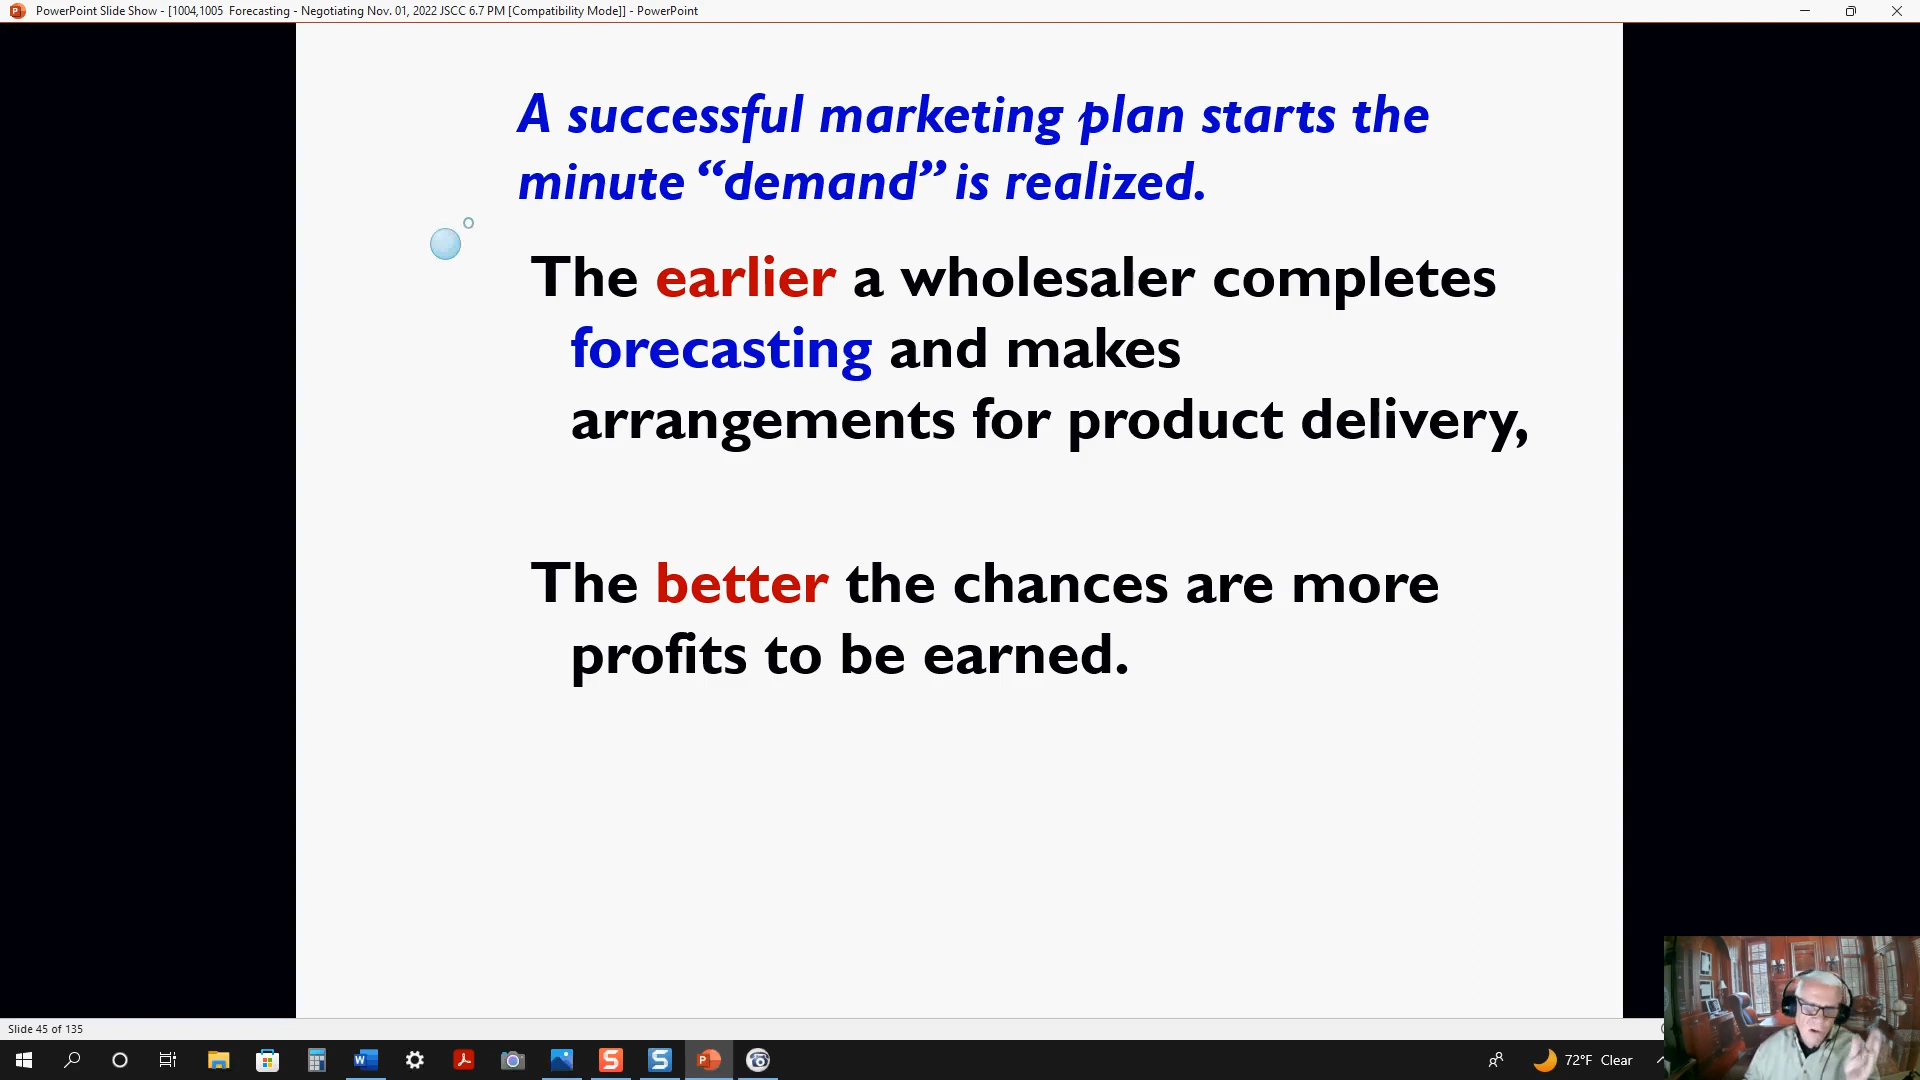 PowerPoint Slide Show - [1004,1005  Forecasting - Negotiating Nov. 01, 2022 JSCC 6.7 PM [Compatibility Mode]] - PowerPoint
A successful marketing plan starts the
minute “demand” is realized.
The earlier a wholesaler completes
forecasting and makes
arrangements for product delivery,
The better the chances are more
profits to be earned.
Slide 45 of 135
72°F Clear